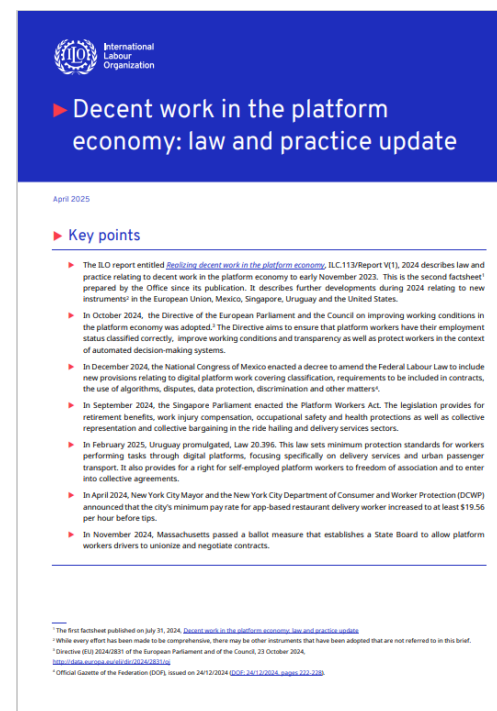 International
Labour
Organization
Decent work in the platform
economy: law and practice update
April 2025
Key points
The ILO report entitled Realizing decent work in the platform economy, ILC.113/Report V(1), 2024 describes law and
practice relating to decent work in the platform economy to early November 2023. This is the second factsheet¹
prepared by the Office since its publication. It describes further developments during 2024 relating to new
instruments² in the European Union, Mexico, Singapore, Uruguay and the United States.
In October 2024, the Directive of the European Parliament and the Council on improving working conditions in
the platform economy was adopted.³ The Directive aims to ensure that platform workers have their employment
status classified correctly, improve working conditions and transparency as well as protect workers in the context
of automated decision-making systems.
In December 2024, the National Congress of Mexico enacted a decree to amend the Federal Labour Law to include
new provisions relating to digital platform work covering classification, requirements to be included in contracts,
the use of algorithms, disputes, data protection, discrimination and other matters⁴.
In September 2024, the Singapore Parliament enacted the Platform Workers Act. The legislation provides for
retirement benefits, work injury compensation, occupational safety and health protections as well as collective
representation and collective bargaining in the ride hailing and delivery services sectors.
In February 2025, Uruguay promulgated, Law 20.396. This law sets minimum protection standards for workers
performing tasks through digital platforms, focusing specifically on delivery services and urban passenger
transport. It also provides for a right for self-employed platform workers to freedom of association and to enter
into collective agreements.
In April 2024, New York City Mayor and the New York City Department of Consumer and Worker Protection (DCWP)
announced that the city's minimum pay rate for app-based restaurant delivery worker increased to at least $19.56
per hour before tips.
In November 2024, Massachusetts passed a ballot measure that establishes a State Board to allow platform
workers drivers to unionize and negotiate contracts.
¹ The first factsheet published on July 31, 2024, Decent work in the platform economy: law and practice update
² While every effort has been made to be comprehensive, there may be other instruments that have been adopted that are not referred to in this brief.
³ Directive (EU) 2024/2831 of the European Parliament and of the Council, 23 October 2024,
http://data.europa.eu/eli/dir/2024/2831/oj
⁴ Official Gazette of the Federation (DOF), issued on 24/12/2024 (DOF: 24/12/2024, pages 222-228).